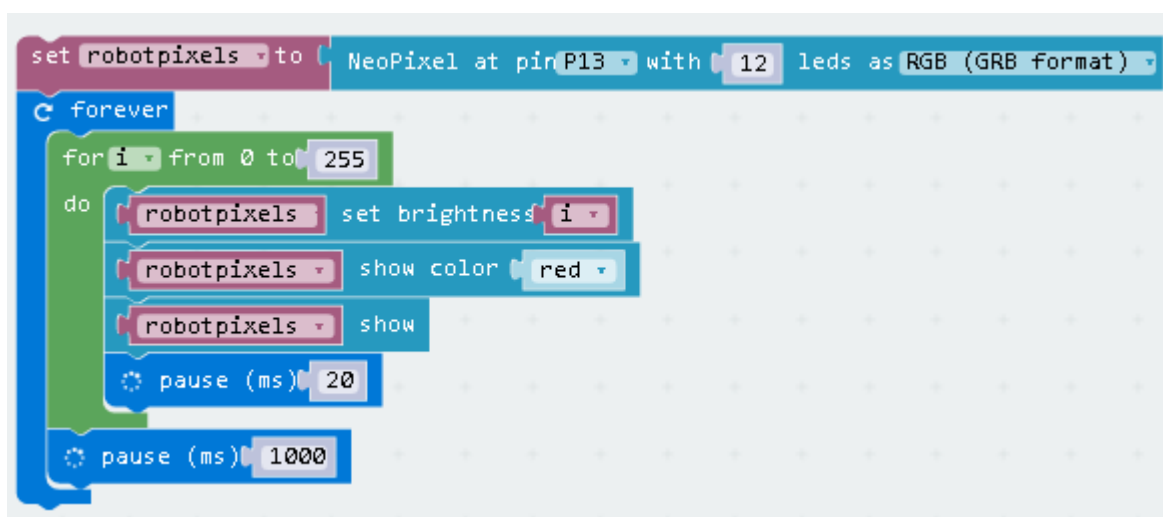 set robotpixels to NeoPixel at pin P13 with 12 leds as RGB (GRB format)
forever
for i from 0 to 255
do robotpixels set brightness i
robotpixels show color red
robotpixels show
pause (ms) 20
pause (ms) 1000